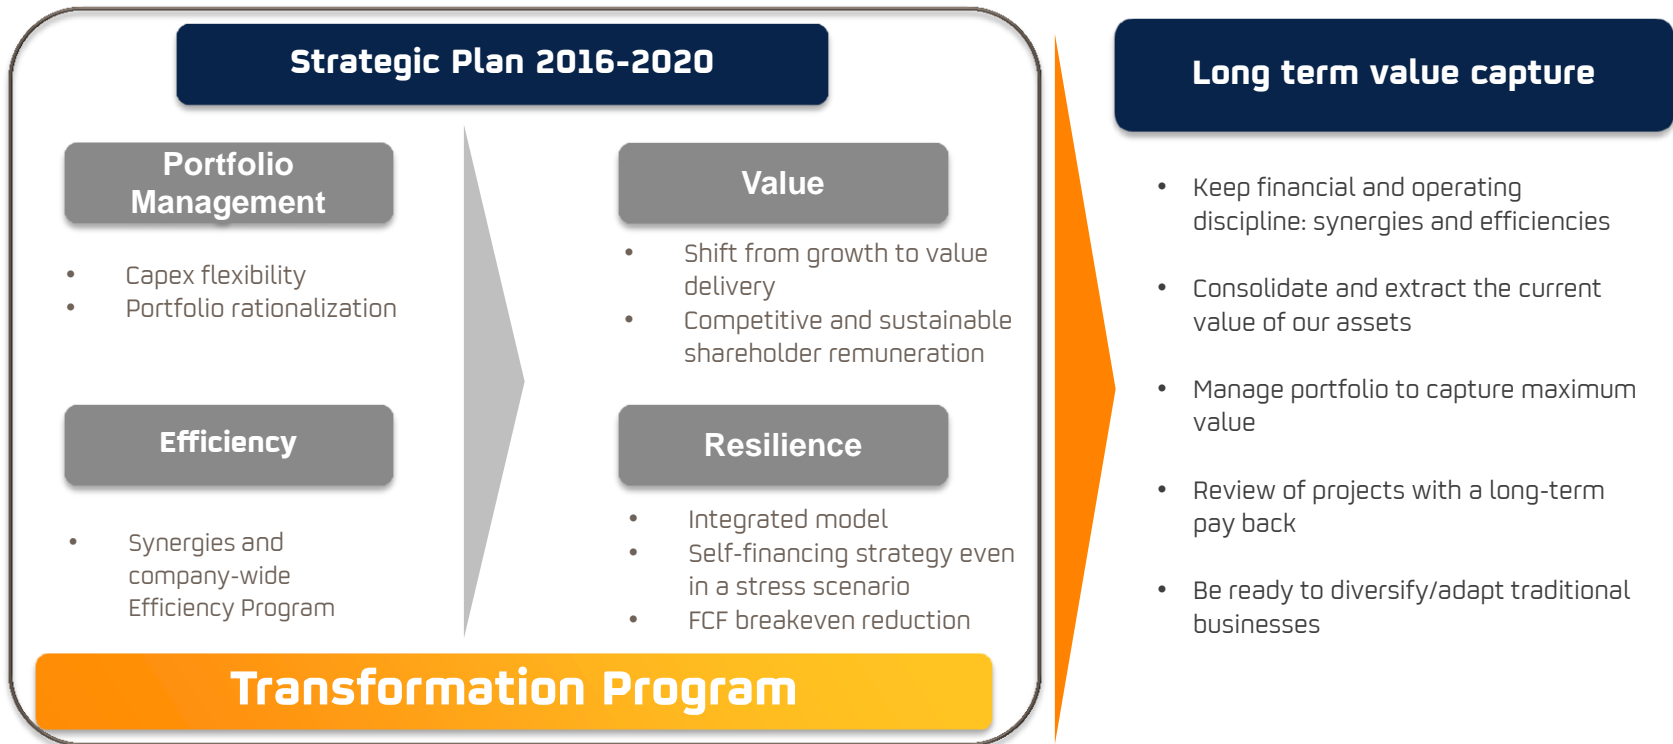 Strategic Plan 2016-2020
Portfolio
Management
• Capex flexibility
• Portfolio rationalization
Efficiency
• Synergies and
company-wide
Efficiency Program
Value
• Shift from growth to value
delivery
• Competitive and sustainable
shareholder remuneration
Resilience
• Integrated model
• Self-financing strategy even
in a stress scenario
• FCF breakeven reduction
Transformation Program
Long term value capture
• Keep financial and operating
discipline: synergies and efficiencies
• Consolidate and extract the current
value of our assets
• Manage portfolio to capture maximum
value
• Review of projects with a long-term
pay back
• Be ready to diversify/adapt traditional
businesses